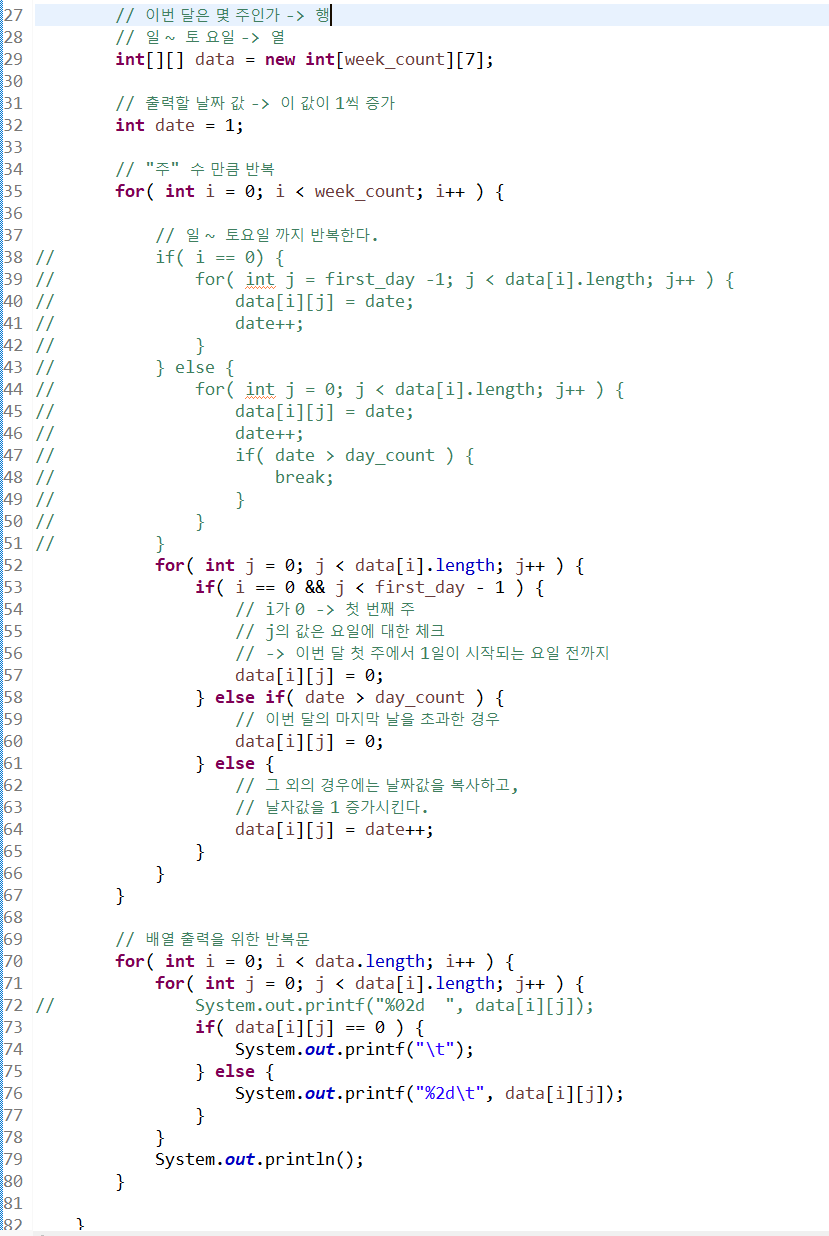 27 // 이번 달은 몇 주인가 -> 행
28 // 일 ~ 토 요일 -> 열
29 int[][] data = new int[week_count][7];
30
31 // 출력할 날짜 값 -> 이 값이 1씩 증가
32 int date = 1;
33
34 // "주" 수 만큼 반복
35 for( int i = 0; i < week_count; i++ ) {
36
37 // 일 ~ 토요일 까지 반복한다.
38 // if( i == 0) {
39 // for( int j = first_day -1; j < data[i].length; j++ ) {
40 // data[i][j] = date;
41 // date++;
42 // }
43 // } else {
44 // for( int j = 0; j < data[i].length; j++ ) {
45 // data[i][j] = date;
46 // date++;
47 // if( date > day_count ) {
48 // break;
49 // }
50 // }
51 // }
52 for( int j = 0; j < data[i].length; j++ ) {
53 if( i == 0 && j < first_day - 1 ) {
54 // i가 0 -> 첫 번째 주
55 // j의 값은 요일에 대한 체크
56 // -> 이번 달 첫 주에서 1일이 시작되는 요일 전까지
57 data[i][j] = 0;
58 } else if( date > day_count ) {
59 // 이번 달의 마지막 날을 초과한 경우
60 data[i][j] = 0;
61 } else {
62 // 그 외의 경우에는 날짜값을 복사하고,
63 // 날자값을 1 증가시킨다.
64 data[i][j] = date++;
65 }
66 }
67 }
68
69 // 배열 출력을 위한 반복문
70 for( int i = 0; i < data.length; i++ ) {
71 for( int j = 0; j < data[i].length; j++ ) {
72 // System.out.printf("%02d  ", data[i][j]);
73 if( data[i][j] == 0 ) {
74 System.out.printf("\t");
75 } else {
76 System.out.printf("%2d\t", data[i][j]);
77 }
78 }
79 System.out.println();
80 }
81
82 }